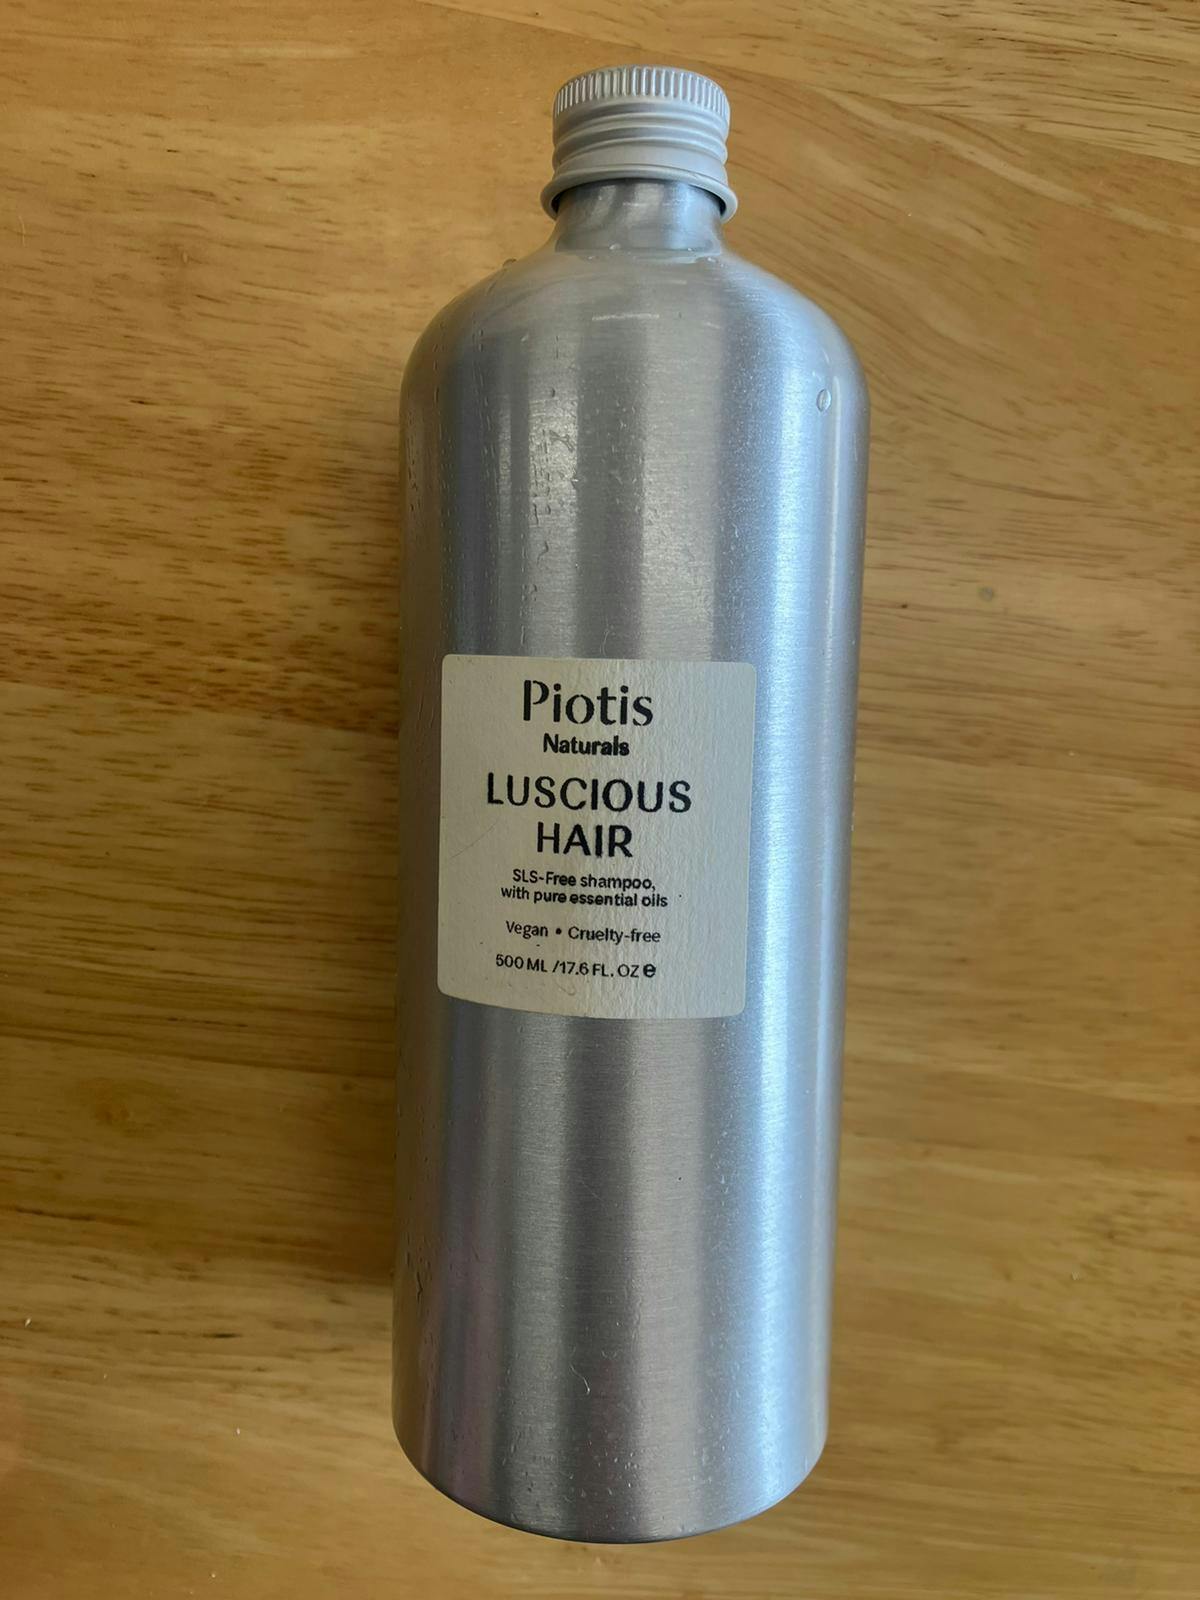 Piotis
Naturals
LUSCIOUS
HAIR
SLS-Free shampoo,
with pure essential oils
Vegan • Cruelty-free
500 ML /17.6 FL. OZ ℮